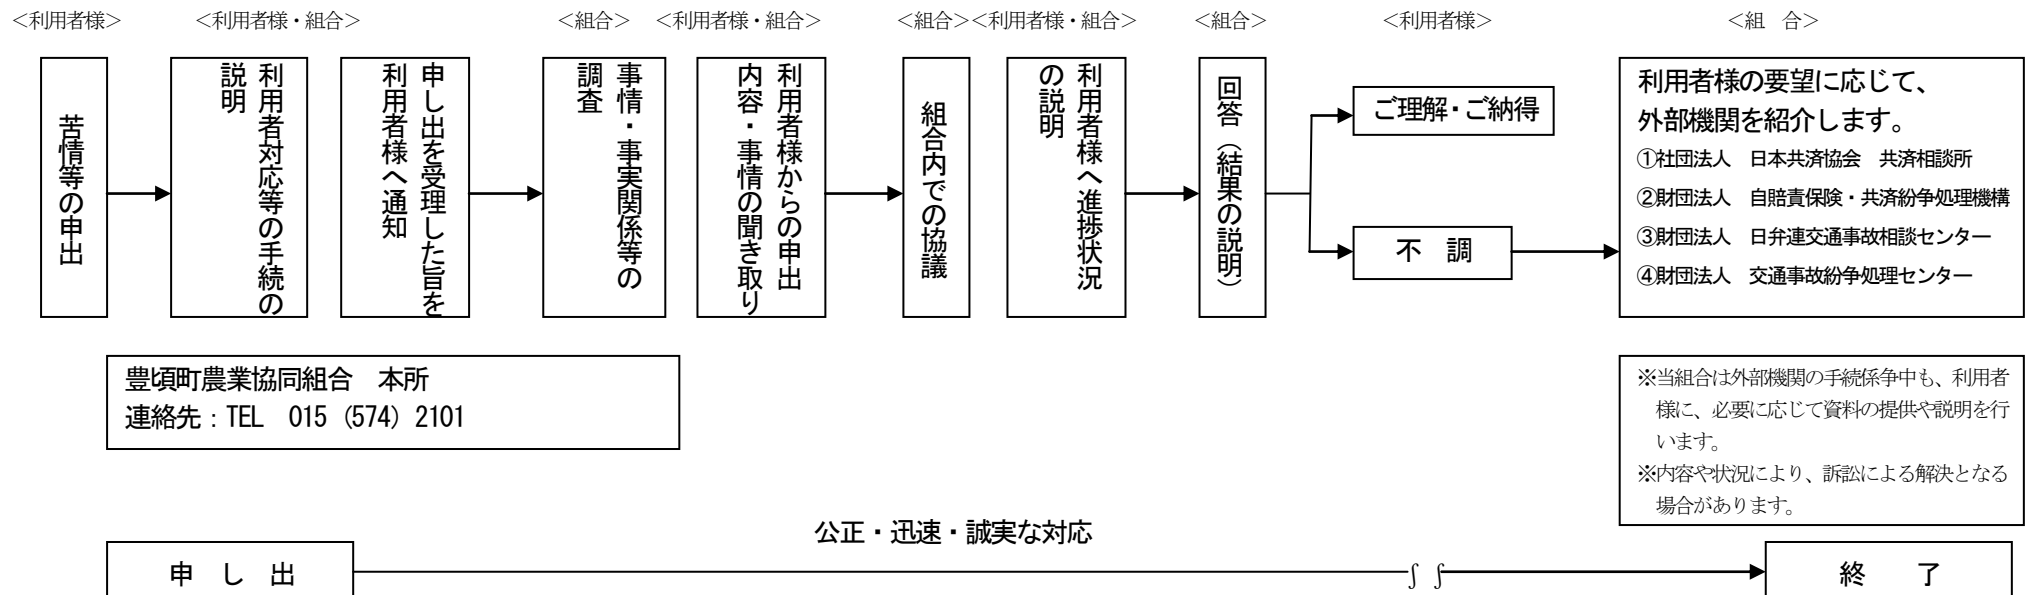 ＜利用者様＞
＜利用者様・組合＞
＜組合＞
＜利用者様・組合＞
＜組合＞
＜利用者様・組合＞
＜組合＞
＜利用者様＞
＜組　合＞
苦情等の申出
利用者対応等の手続の
説明
申し出を受理した旨を
利用者様へ通知
事情・事実関係等の
調査
利用者様からの申出
内容・事情の聞き取り
組合内での協議
利用者様へ進捗状況
の説明
回答（結果の説明）
ご理解・ご納得
不　調
利用者様の要望に応じて、
外部機関を紹介します。
①社団法人　日本共済協会　共済相談所
②財団法人　自賠責保険・共済紛争処理機構
③財団法人　日弁連交通事故相談センター
④財団法人　交通事故紛争処理センター
豊頃町農業協同組合　本所
連絡先：TEL　015（574）2101
※当組合は外部機関の手続係争中も、利用者
様に、必要に応じて資料の提供や説明を行
います。
※内容や状況により、訴訟による解決となる
場合があります。
公正・迅速・誠実な対応
申　し　出
∫∫
終　　了